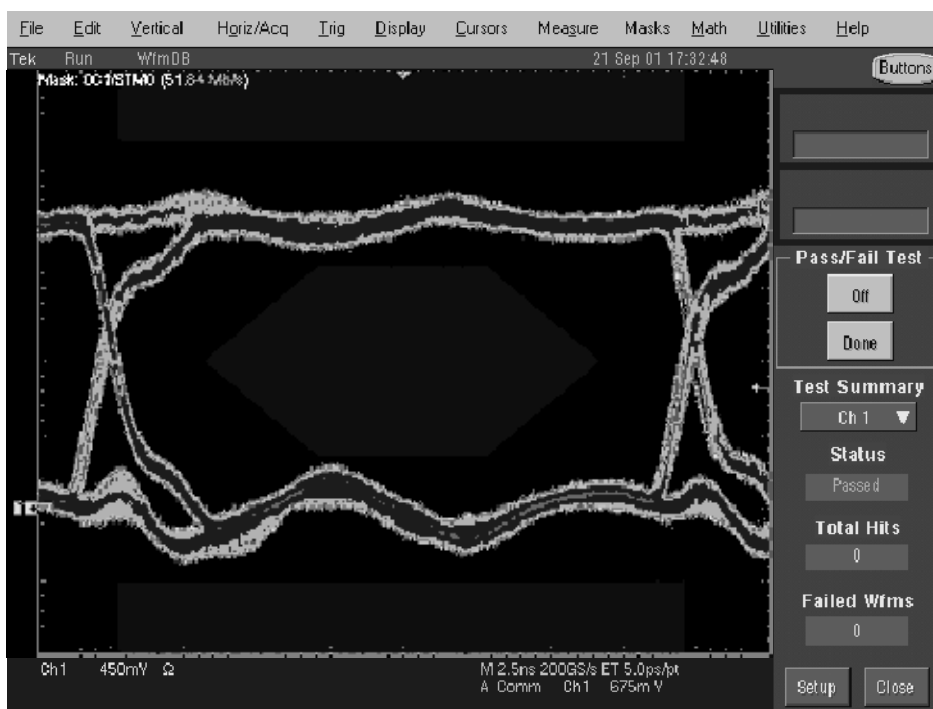 File Edit Vertical Horiz/Acq Trig Display Cursors Measure Masks Math Utilities Help
Tek Run WfmDB 21 Sep 01 17:32:48
Buttons
Mask: OC1/STM0 (51.84 Mb/s)
Pass/Fail Test
Off
Done
Test Summary
Ch 1
Status
Passed
1
Total Hits
0
Failed Wfms
0
Ch1 450mV Ω M 2.5ns 200GS/s ET 5.0ps/pt
A Comm Ch1 675mV
Setup Close